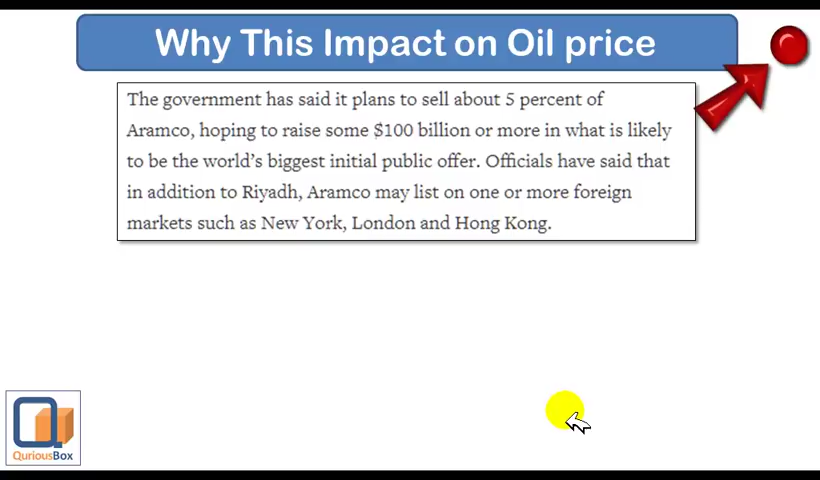 Why This Impact on Oil price
The government has said it plans to sell about 5 percent of
Aramco, hoping to raise some $100 billion or more in what is likely
to be the world's biggest initial public offer. Officials have said that
in addition to Riyadh, Aramco may list on one or more foreign
markets such as New York, London and Hong Kong.
QuriousBox